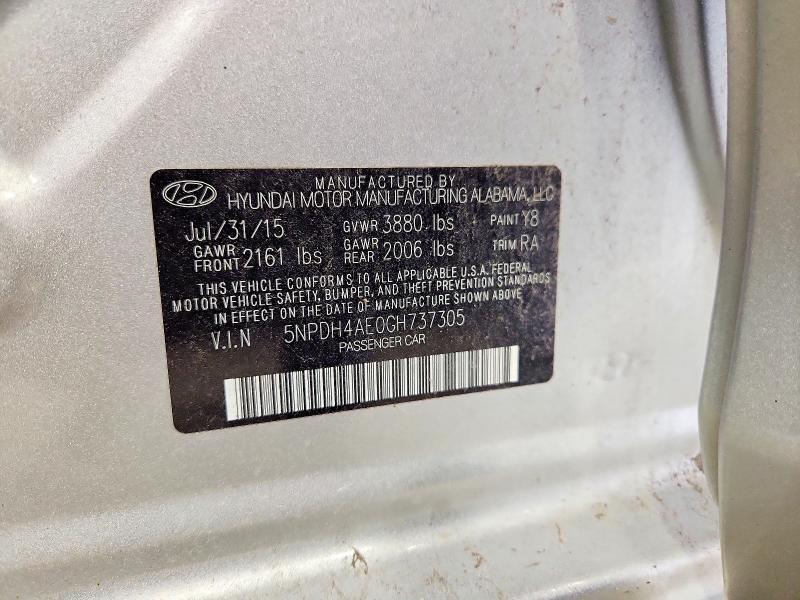 MANUFACTURED BY
HYUNDAI MOTOR MANUFACTURING ALABAMA, LLC
Jul/31/15 GVWR 3880 lbs PAINT Y8
GAWR FRONT 2161 lbs GAWR REAR 2006 lbs TRIM RA
THIS VEHICLE CONFORMS TO ALL APPLICABLE U.S.A. FEDERAL
MOTOR VEHICLE SAFETY, BUMPER, AND THEFT PREVENTION STANDARDS
IN EFFECT ON THE DATE OF MANUFACTURE SHOWN ABOVE
V.I.N 5NPDH4AE0GH737305
PASSENGER CAR